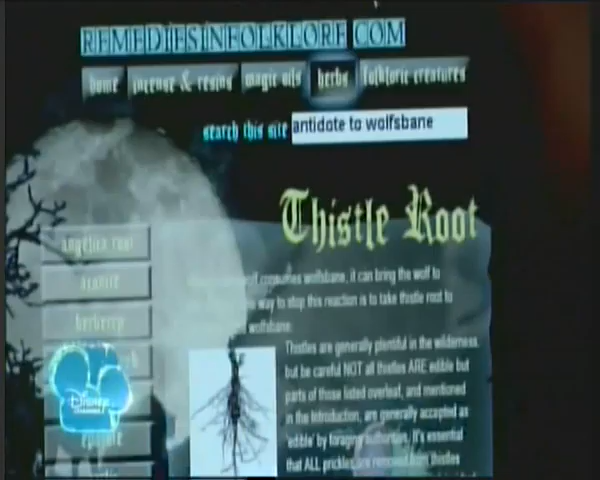 REMEDIESINFOLKLORE.COM
home incense & resins magic oils herbs folkloric creatures
search this site antidote to wolfsbane
Thistle Root
angelica root
consumes wolfsbane, it can bring the wolf to
way to stop this reaction is to take thistle root to
wolfsbane.
Thistles are generally plentiful in the wilderness
but be careful NOT all thistles ARE edible but
parts of those listed overleaf, and mentioned
in the Introduction, are generally accepted as
'edible' by foraging authorities. It's essential
that ALL prickles are removed from thistles
Disney
CHANNEL